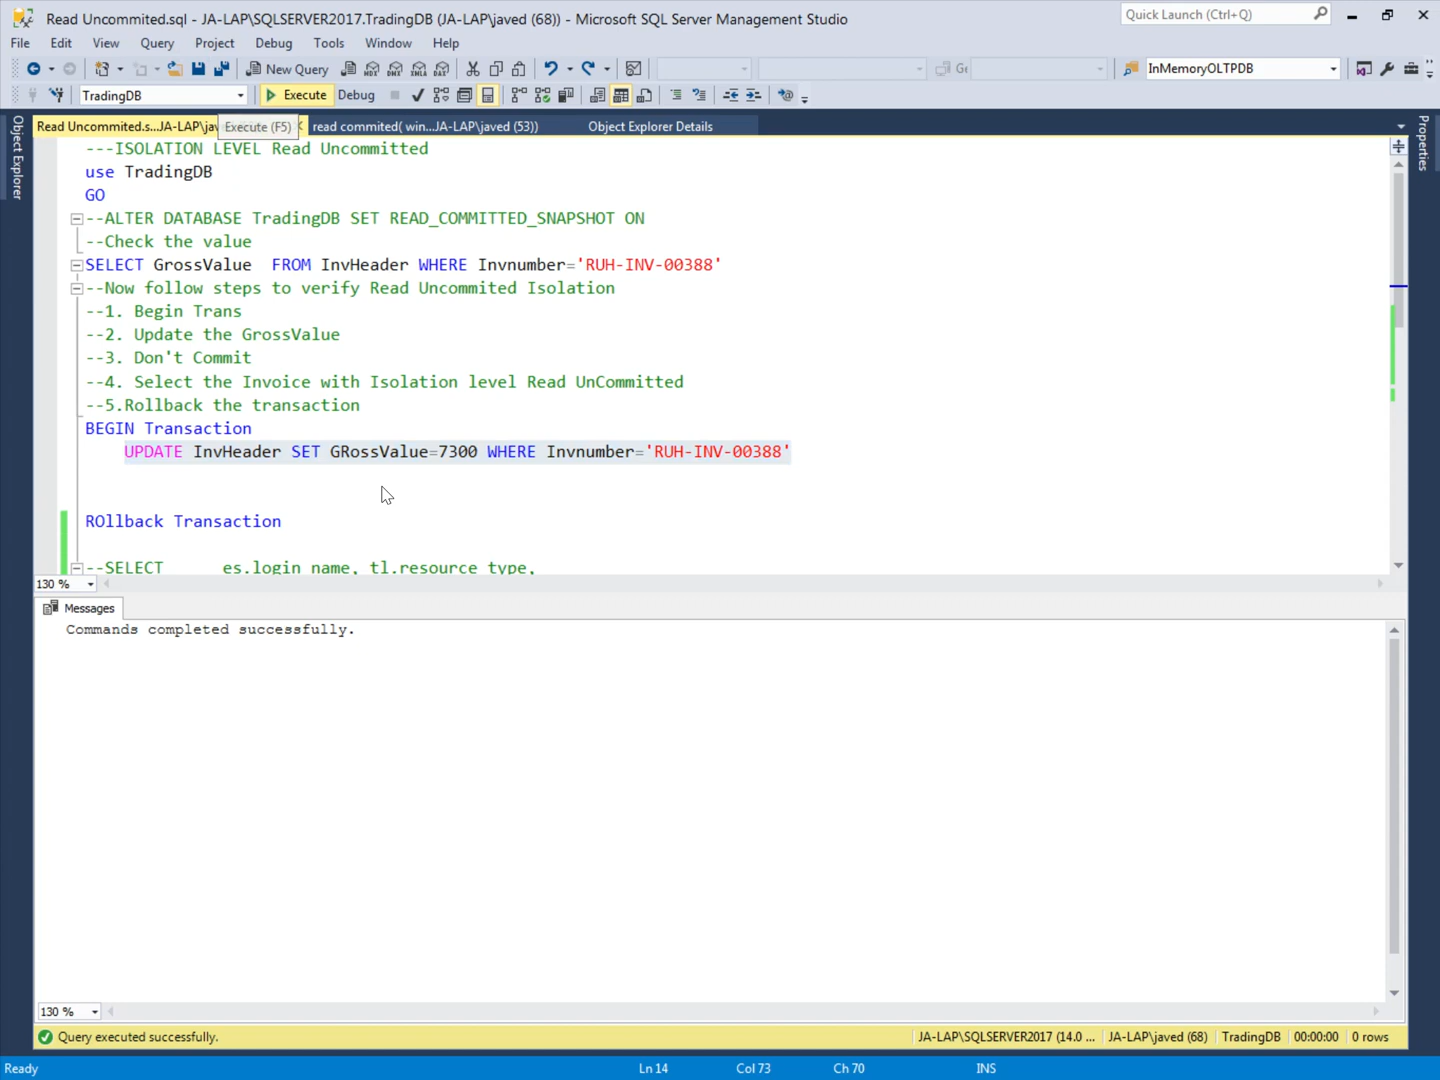 Read Uncommited.sql - JA-LAP\SQLSERVER2017.TradingDB (JA-LAP\javed (68)) - Microsoft SQL Server Management Studio
Quick Launch (Ctrl+Q)
File Edit View Query Project Debug Tools Window Help
New Query
InMemoryOLTPDB
TradingDB
Execute
Debug
Read Uncommited.s...JA-LAP\jav
Execute (F5)
read commited( win...JA-LAP\javed (53))
Object Explorer Details
Object Explorer
Properties
---ISOLATION LEVEL Read Uncommitted
use TradingDB
GO
--ALTER DATABASE TradingDB SET READ_COMMITTED_SNAPSHOT ON
--Check the value
SELECT GrossValue  FROM InvHeader WHERE Invnumber='RUH-INV-00388'
--Now follow steps to verify Read Uncommited Isolation
--1. Begin Trans
--2. Update the GrossValue
--3. Don't Commit
--4. Select the Invoice with Isolation level Read UnCommitted
--5.Rollback the transaction
BEGIN Transaction
UPDATE InvHeader SET GRossValue=7300 WHERE Invnumber='RUH-INV-00388'
ROllback Transaction
--SELECT      es.login_name, tl.resource_type,
130 %
Messages
Commands completed successfully.
130 %
Query executed successfully.
JA-LAP\SQLSERVER2017 (14.0 ...
JA-LAP\javed (68)
TradingDB
00:00:00
0 rows
Ready
Ln 14
Col 73
Ch 70
INS